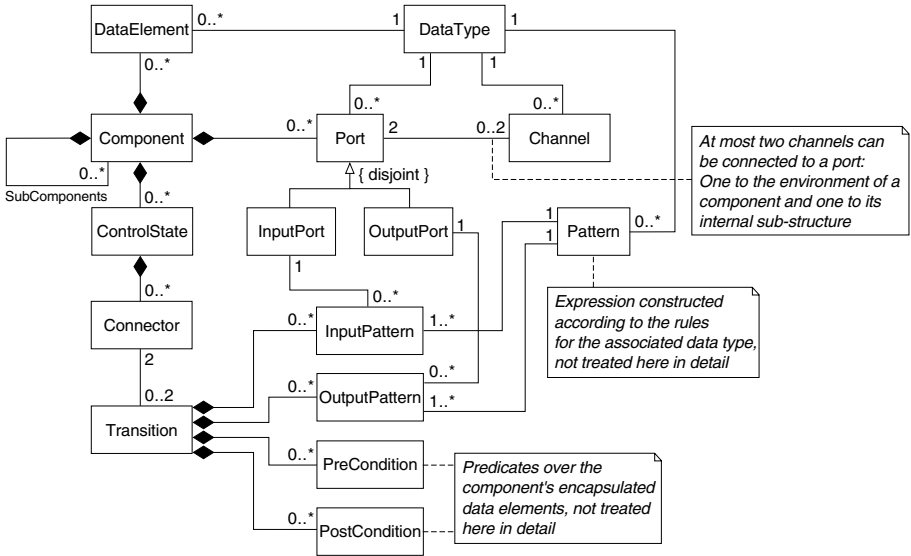 DataElement 0..* 1 DataType 1
0..* 1 1
0..* 0..*
Component 0..* Port 2 0..2 Channel
At most two channels can
be connected to a port:
One to the environment of a
component and one to its
internal sub-structure
0..*
SubComponents
{ disjoint }
0..*
ControlState InputPort OutputPort 1 1 Pattern 0..*
1
1
0..* 0..*
Expression constructed
according to the rules
for the associated data type,
not treated here in detail
Connector 0..* InputPattern 1..*
2
0..2 0..* OutputPattern 0..*
1..*
Transition
0..* PreCondition
Predicates over the
component's encapsulated
data elements, not treated
here in detail
0..* PostCondition